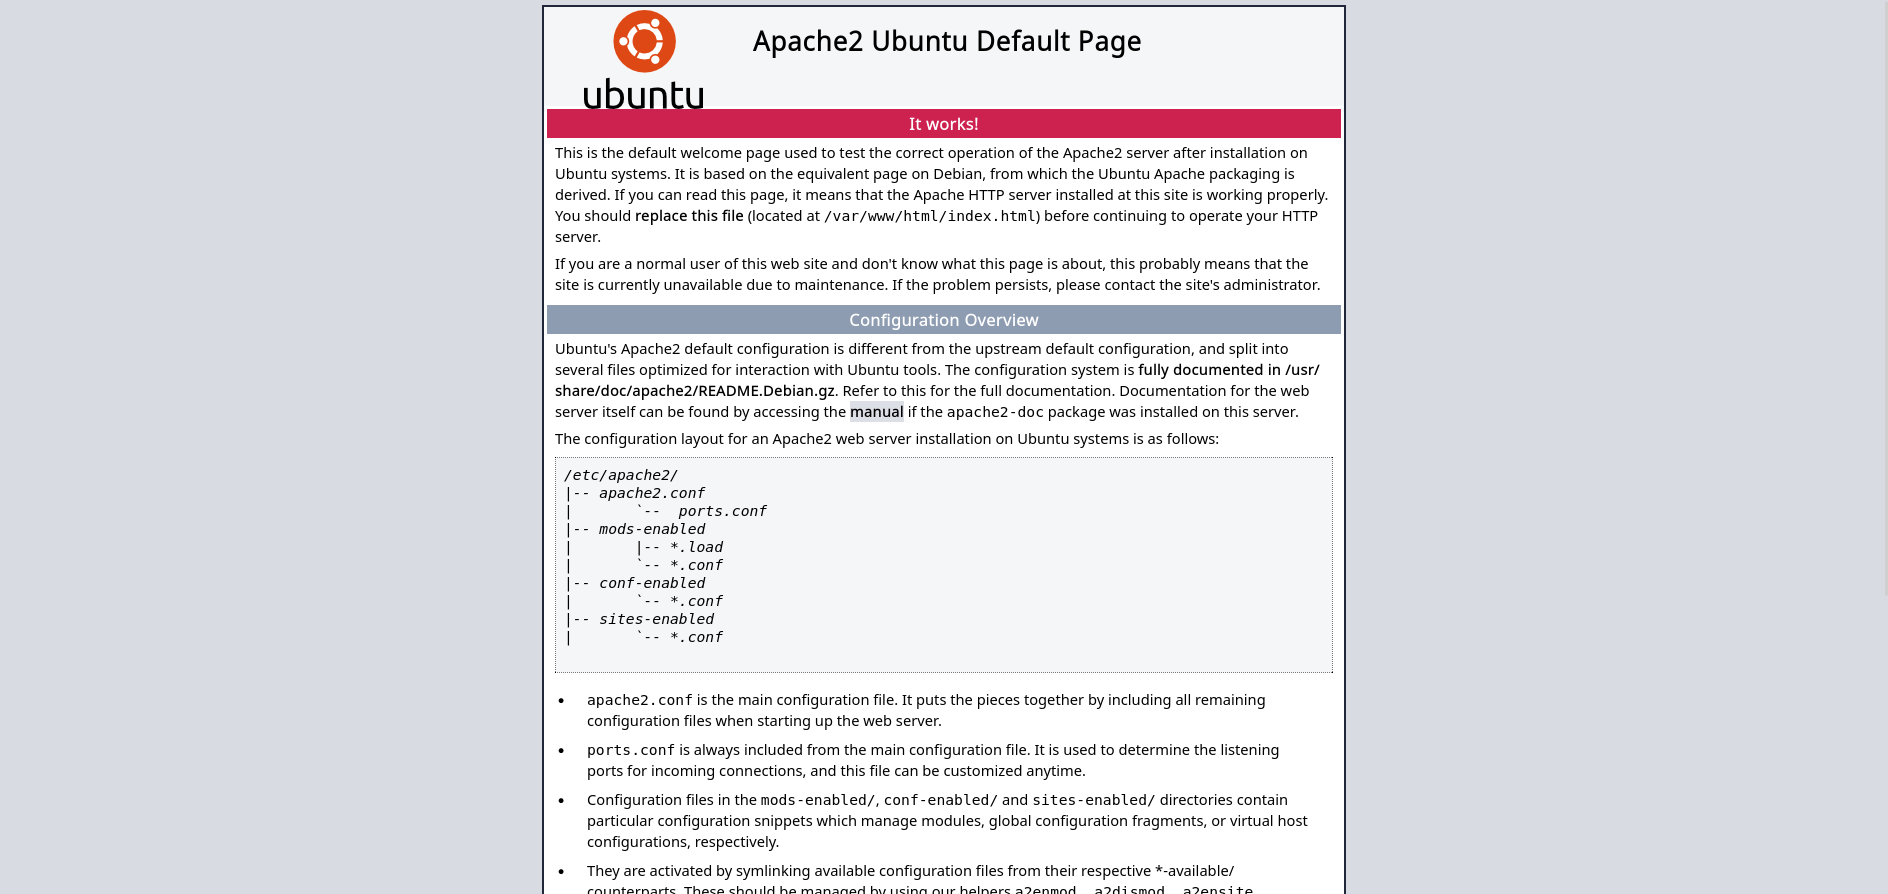 ubuntu
Apache2 Ubuntu Default Page
It works!
This is the default welcome page used to test the correct operation of the Apache2 server after installation on
Ubuntu systems. It is based on the equivalent page on Debian, from which the Ubuntu Apache packaging is
derived. If you can read this page, it means that the Apache HTTP server installed at this site is working properly.
You should replace this file (located at /var/www/html/index.html) before continuing to operate your HTTP
server.
If you are a normal user of this web site and don't know what this page is about, this probably means that the
site is currently unavailable due to maintenance. If the problem persists, please contact the site's administrator.
Configuration Overview
Ubuntu's Apache2 default configuration is different from the upstream default configuration, and split into
several files optimized for interaction with Ubuntu tools. The configuration system is fully documented in /usr/
share/doc/apache2/README.Debian.gz. Refer to this for the full documentation. Documentation for the web
server itself can be found by accessing the manual if the apache2-doc package was installed on this server.
The configuration layout for an Apache2 web server installation on Ubuntu systems is as follows:
/etc/apache2/
|-- apache2.conf
|       `--  ports.conf
|-- mods-enabled
|       |-- *.load
|       `-- *.conf
|-- conf-enabled
|       `-- *.conf
|-- sites-enabled
|       `-- *.conf
• apache2.conf is the main configuration file. It puts the pieces together by including all remaining
configuration files when starting up the web server.
• ports.conf is always included from the main configuration file. It is used to determine the listening
ports for incoming connections, and this file can be customized anytime.
• Configuration files in the mods-enabled/, conf-enabled/ and sites-enabled/ directories contain
particular configuration snippets which manage modules, global configuration fragments, or virtual host
configurations, respectively.
• They are activated by symlinking available configuration files from their respective *-available/
counterparts. These should be managed by using our helpers a2enmod, a2dismod, a2ensite,